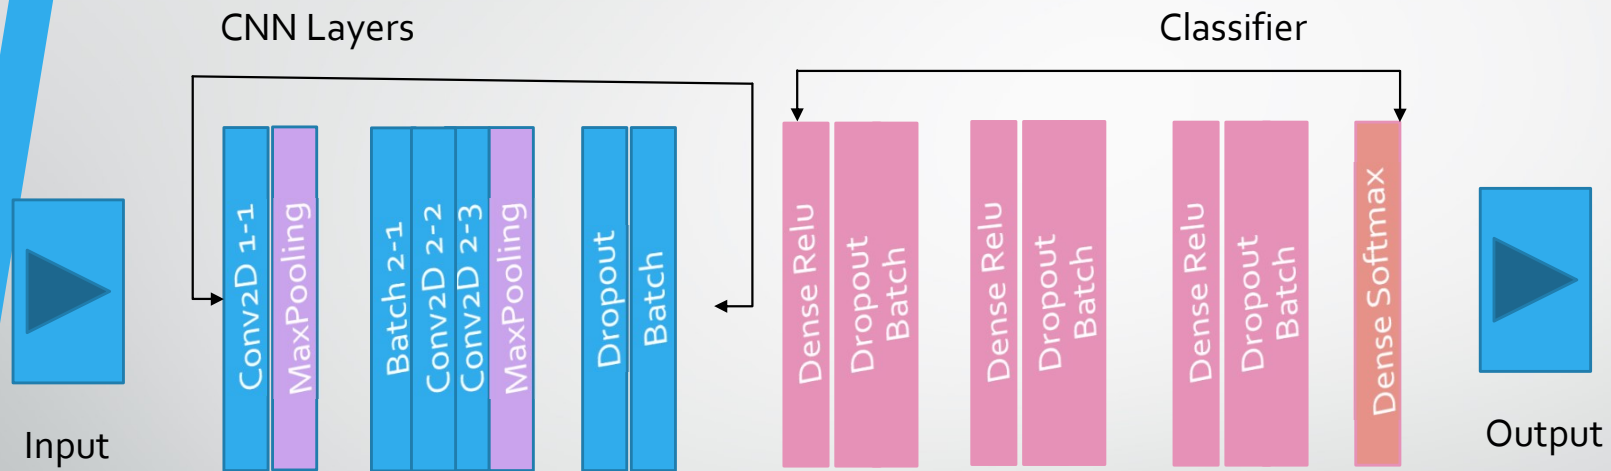 CNN Layers
Classifier
Input
Conv2D 1-1
MaxPooling
Batch 2-1
Conv2D 2-2
Conv2D 2-3
MaxPooling
Dropout
Batch
Dense Relu
Dropout
Batch
Dense Relu
Dropout
Batch
Dense Relu
Dropout
Batch
Dense Softmax
Output